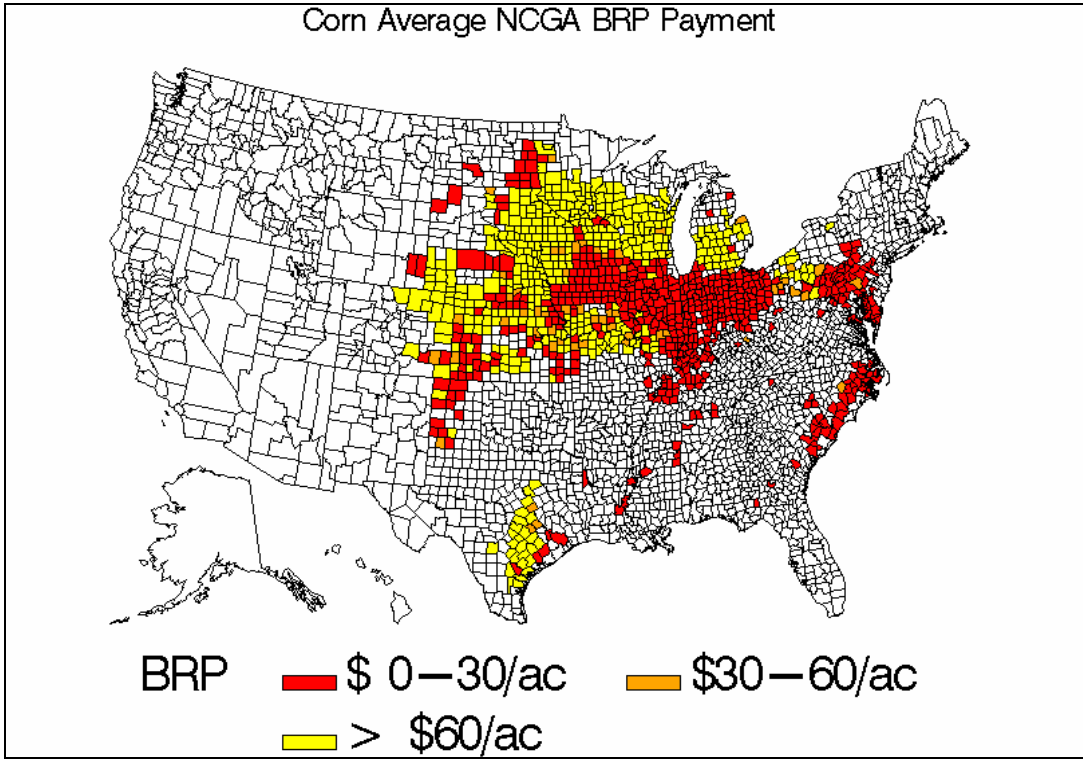 Corn Average NCGA BRP Payment
BRP $ 0−30/ac $30−60/ac
> $60/ac